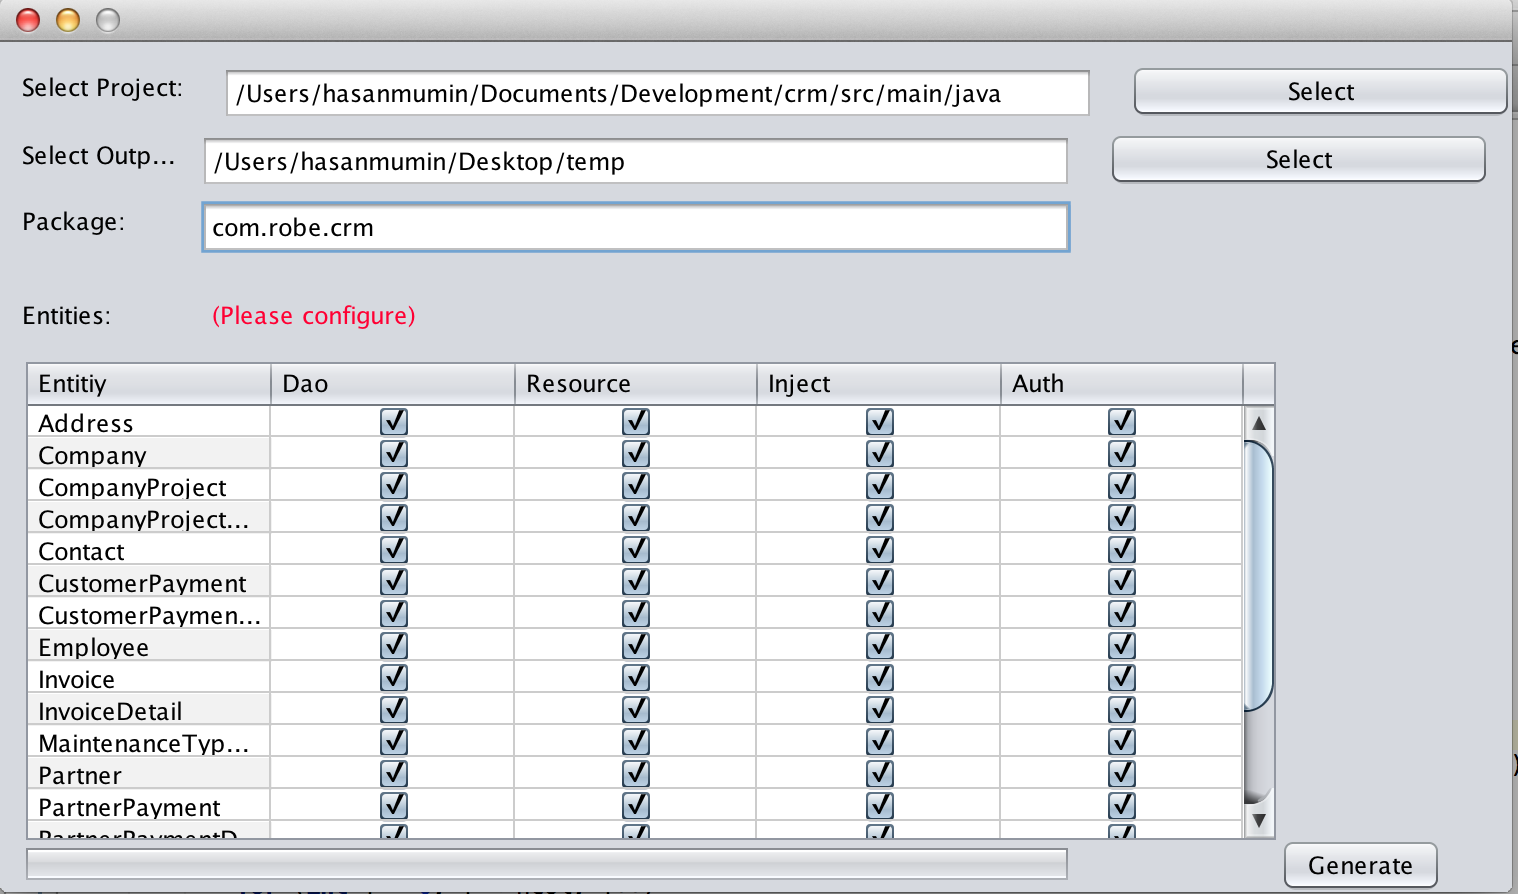 Select Project: /Users/hasanmumin/Documents/Development/crm/src/main/java Select
Select Outp... /Users/hasanmumin/Desktop/temp Select
Package: com.robe.crm
Entities: (Please configure)
Entitiy Dao Resource Inject Auth
Address
Company
CompanyProject
CompanyProject...
Contact
CustomerPayment
CustomerPaymen...
Employee
Invoice
InvoiceDetail
MaintenanceTyp...
Partner
PartnerPayment
PartnerPaymentD
Generate